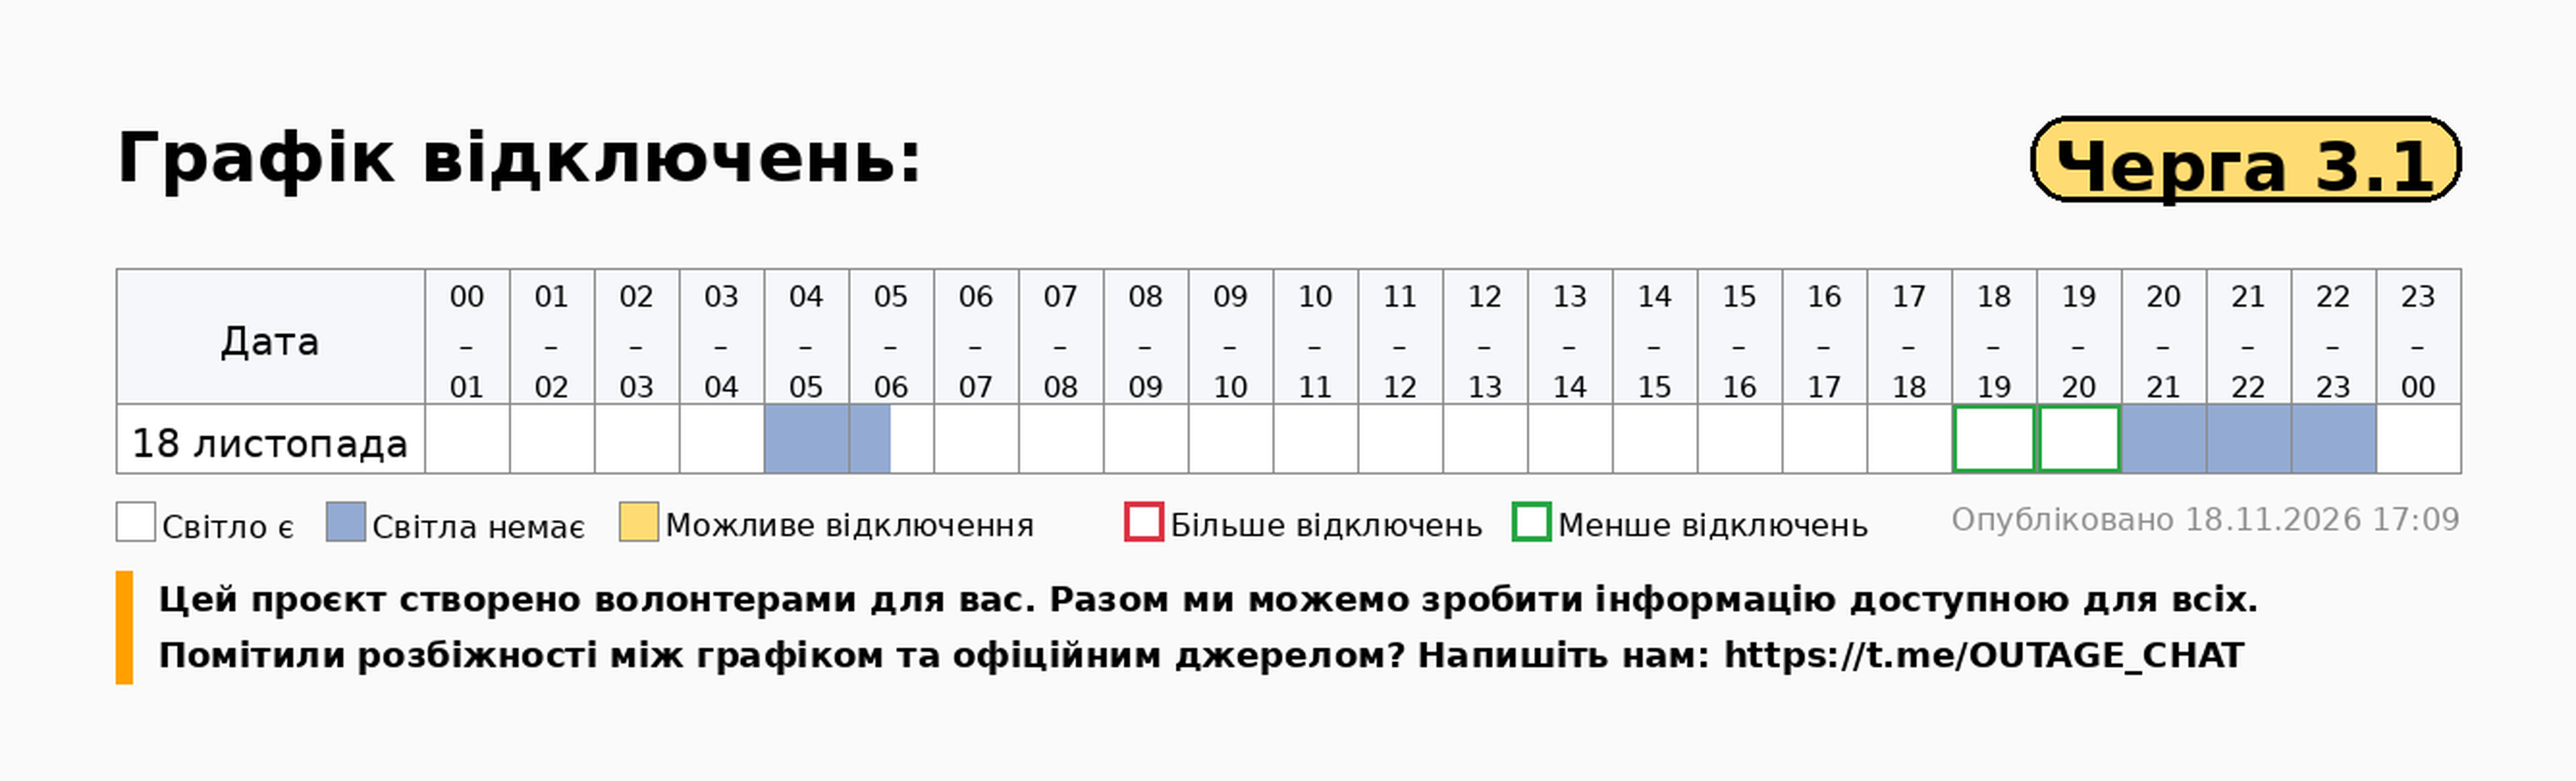 Графік відключень:
Черга 3.1
Дата
00 – 01
01 – 02
02 – 03
03 – 04
04 – 05
05 – 06
06 – 07
07 – 08
08 – 09
09 – 10
10 – 11
11 – 12
12 – 13
13 – 14
14 – 15
15 – 16
16 – 17
17 – 18
18 – 19
19 – 20
20 – 21
21 – 22
22 – 23
23 – 00
18 листопада
Світло є
Світла немає
Можливе відключення
Більше відключень
Менше відключень
Опубліковано 18.11.2026 17:09
Цей проєкт створено волонтерами для вас. Разом ми можемо зробити інформацію доступною для всіх.
Помітили розбіжності між графіком та офіційним джерелом? Напишіть нам: https://t.me/OUTAGE_CHAT